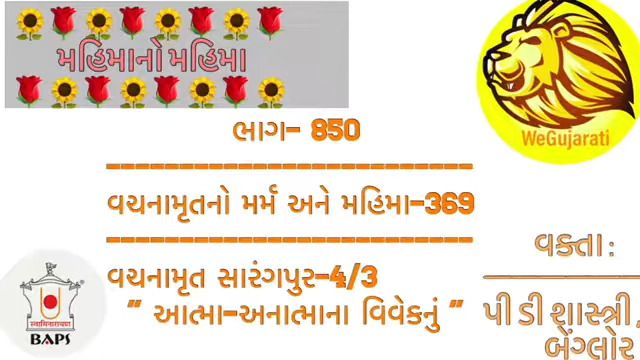 મહિમાનો મહિમા
WeGujarati
ભાગ- 850
વચનામૃતનો મર્મ અને મહિમા-369
વક્તા:
વચનામૃત સારંગપુર-4/3
" આત્મા-અનાત્માના વિવેકનું "
પી ડી શાસ્ત્રી.
બેંગ્લોર
स्वामिनारायण
BAPS